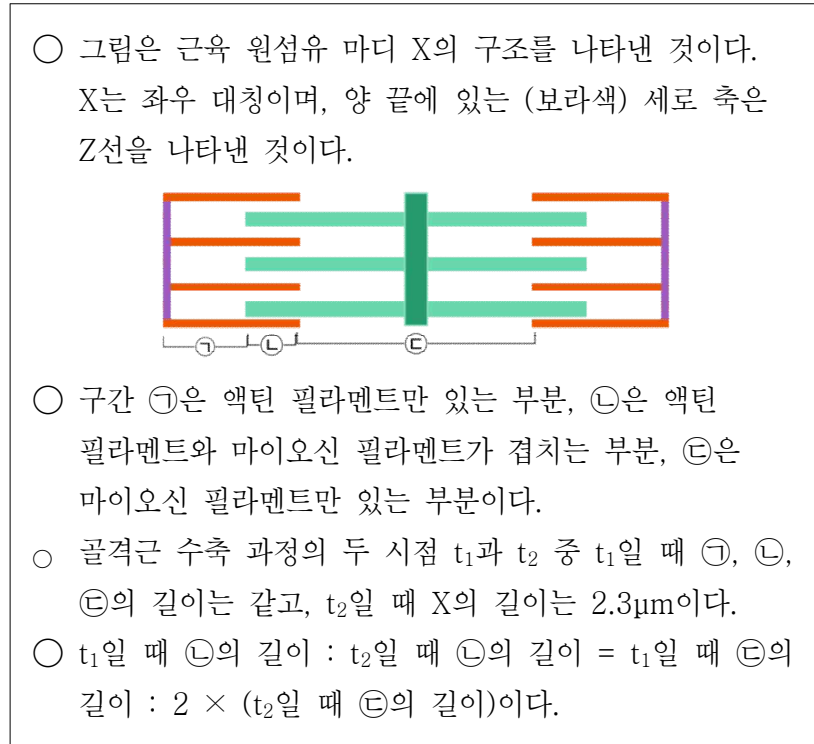 ○ 그림은 근육 원섬유 마디 X의 구조를 나타낸 것이다.
X는 좌우 대칭이며, 양 끝에 있는 (보라색) 세로 축은
Z선을 나타낸 것이다.
㉠ ㉡ ㉢
○ 구간 ㉠은 액틴 필라멘트만 있는 부분, ㉡은 액틴
필라멘트와 마이오신 필라멘트가 겹치는 부분, ㉢은
마이오신 필라멘트만 있는 부분이다.
○ 골격근 수축 과정의 두 시점 t₁과 t₂ 중 t₁일 때 ㉠, ㉡,
㉢의 길이는 같고, t₂일 때 X의 길이는 2.3μm이다.
○ t₁일 때 ㉡의 길이 : t₂일 때 ㉡의 길이 = t₁일 때 ㉢의
길이 : 2 × (t₂일 때 ㉢의 길이)이다.